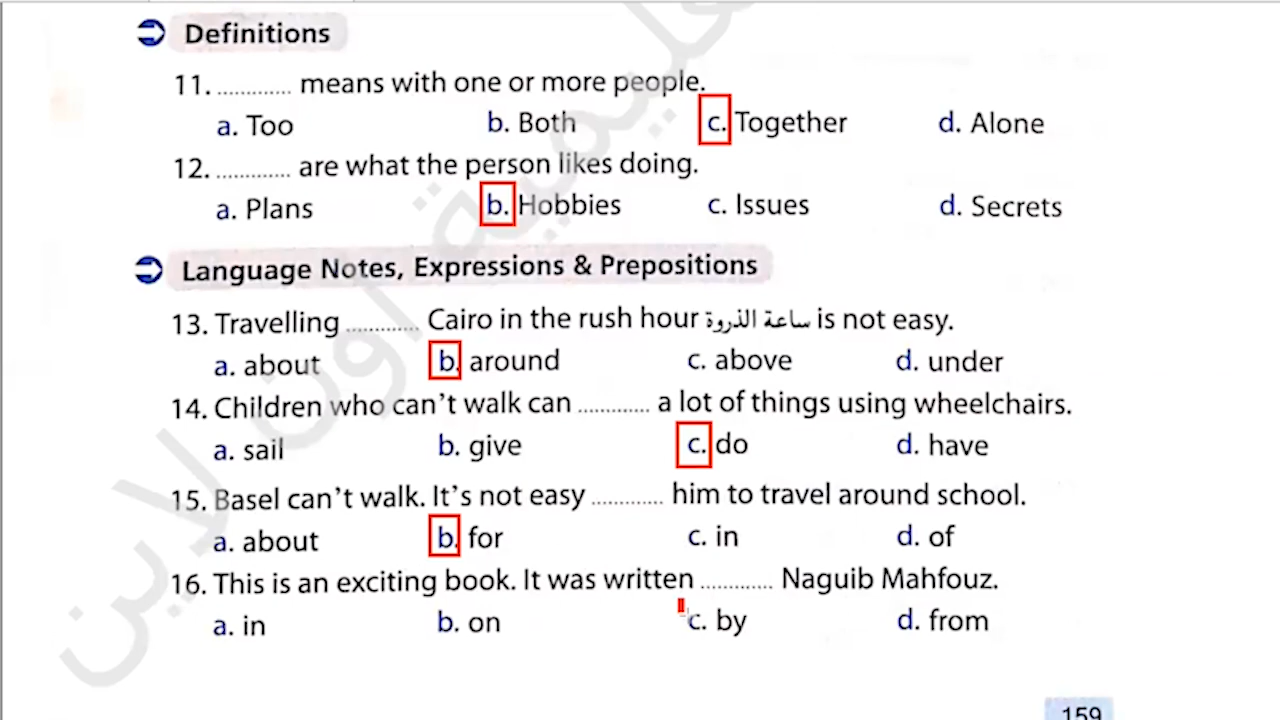 Definitions
11. ............ means with one or more people.
a. Too b. Both c. Together d. Alone
12. ............ are what the person likes doing.
a. Plans b. Hobbies c. Issues d. Secrets
Language Notes, Expressions & Prepositions
13. Travelling ............ Cairo in the rush hour ساعة الذروة is not easy.
a. about b. around c. above d. under
14. Children who can't walk can ............ a lot of things using wheelchairs.
a. sail b. give c. do d. have
15. Basel can't walk. It's not easy ............ him to travel around school.
a. about b. for c. in d. of
16. This is an exciting book. It was written ............ Naguib Mahfouz.
a. in b. on c. by d. from
159
اون لاين